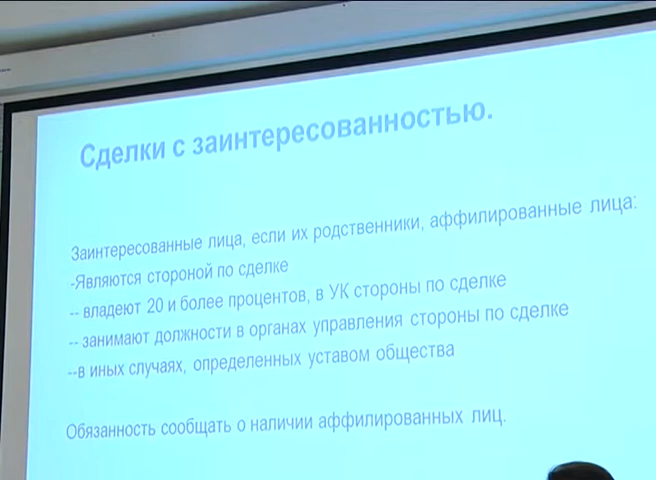 Сделки с заинтересованностью.
Заинтересованные лица, если их родственники, аффилированные лица:
-Являются стороной по сделке
-- владеют 20 и более процентов, в УК стороны по сделке
-- занимают должности в органах управления стороны по сделке
--в иных случаях, определенных уставом общества
Обязанность сообщать о наличии аффилированных лиц.